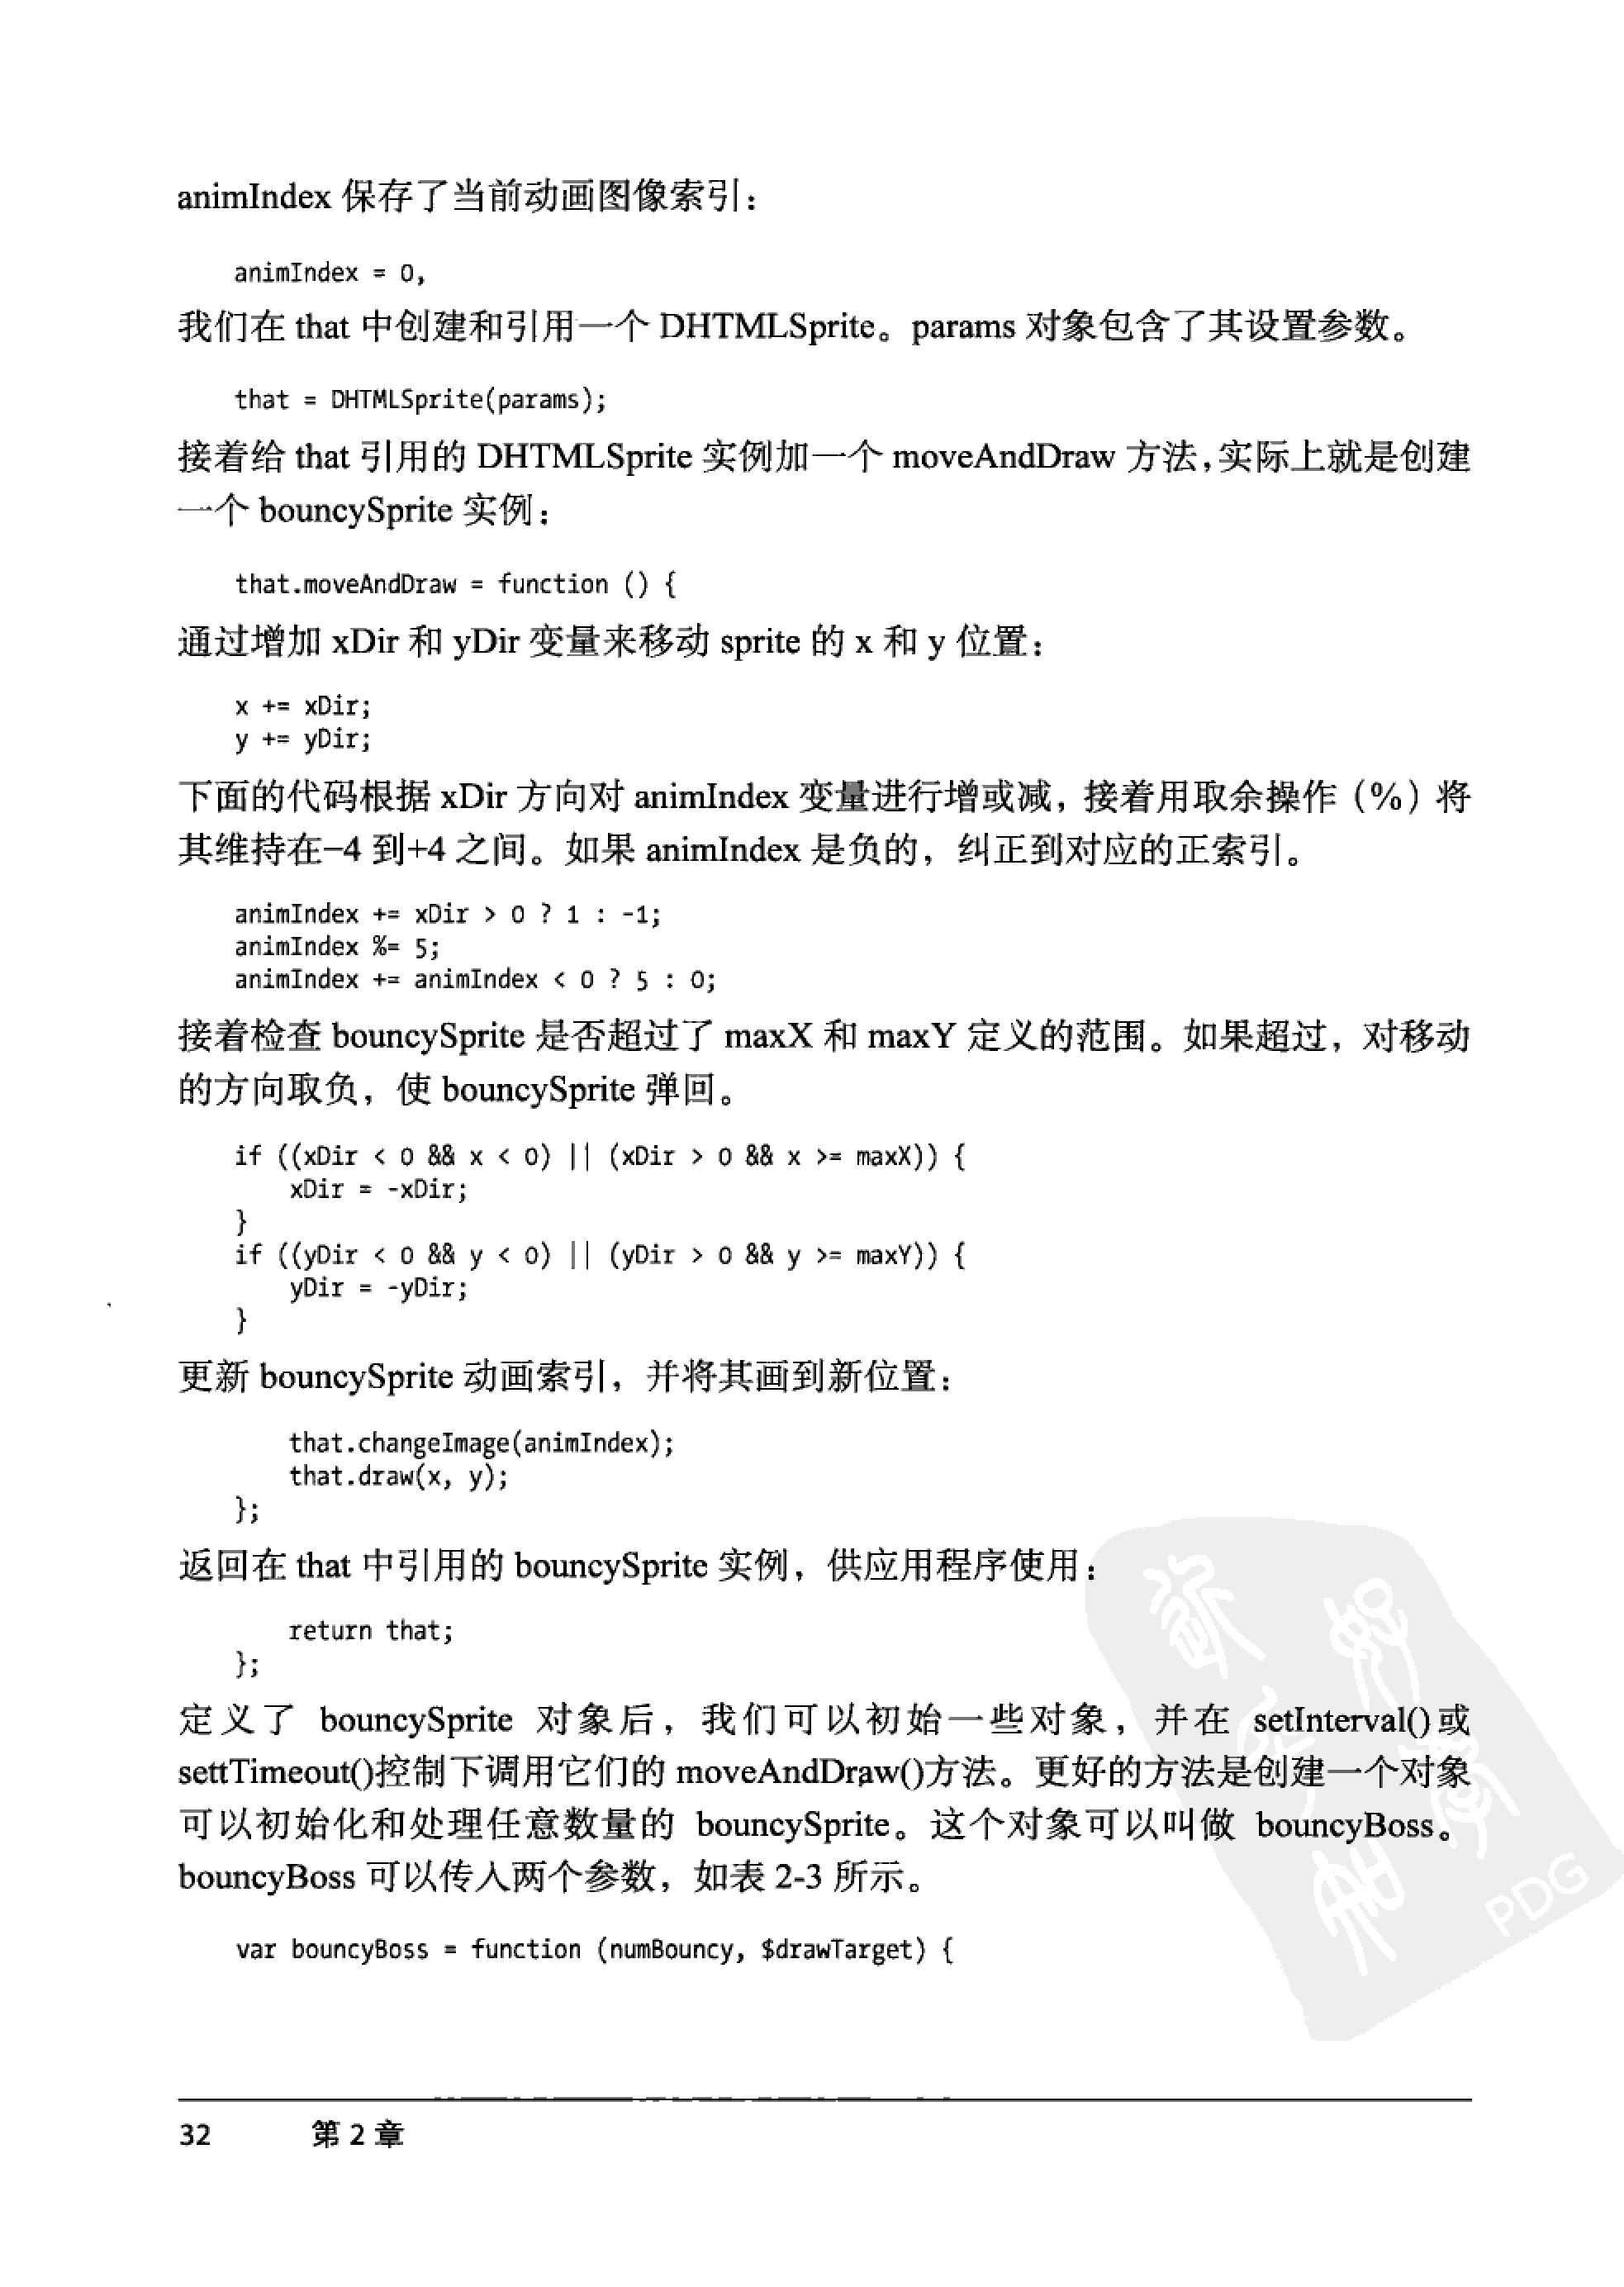 animIndex 保存了当前动画图像索引：
animIndex = 0,
我们在 that 中创建和引用一个 DHTMLSprite。params 对象包含了其设置参数。
that = DHTMLSprite(params);
接着给 that 引用的 DHTMLSprite 实例加一个 moveAndDraw 方法,实际上就是创建
一个 bouncySprite 实例：
that.moveAndDraw = function () {
通过增加 xDir 和 yDir 变量来移动 sprite 的 x 和 y 位置：
x += xDir;
y += yDir;
下面的代码根据 xDir 方向对 animIndex 变量进行增或减，接着用取余操作（%）将
其维持在−4 到+4 之间。如果 animIndex 是负的，纠正到对应的正索引。
animIndex += xDir > 0 ? 1 : -1;
animIndex %= 5;
animIndex += animIndex < 0 ? 5 : 0;
接着检查 bouncySprite 是否超过了 maxX 和 maxY 定义的范围。如果超过，对移动
的方向取负，使 bouncySprite 弹回。
if ((xDir < 0 && x < 0) || (xDir > 0 && x >= maxX)) {
xDir = -xDir;
}
if ((yDir < 0 && y < 0) || (yDir > 0 && y >= maxY)) {
yDir = -yDir;
}
更新 bouncySprite 动画索引，并将其画到新位置：
that.changeImage(animIndex);
that.draw(x, y);
};
返回在 that 中引用的 bouncySprite 实例，供应用程序使用：
return that;
};
定义了 bouncySprite 对象后，我们可以初始一些对象，并在 setInterval()或
settTimeout()控制下调用它们的 moveAndDraw()方法。更好的方法是创建一个对象
可以初始化和处理任意数量的 bouncySprite。这个对象可以叫做 bouncyBoss。
bouncyBoss 可以传入两个参数，如表 2-3 所示。
var bouncyBoss = function (numBouncy, $drawTarget) {
PDG
32 第 2 章